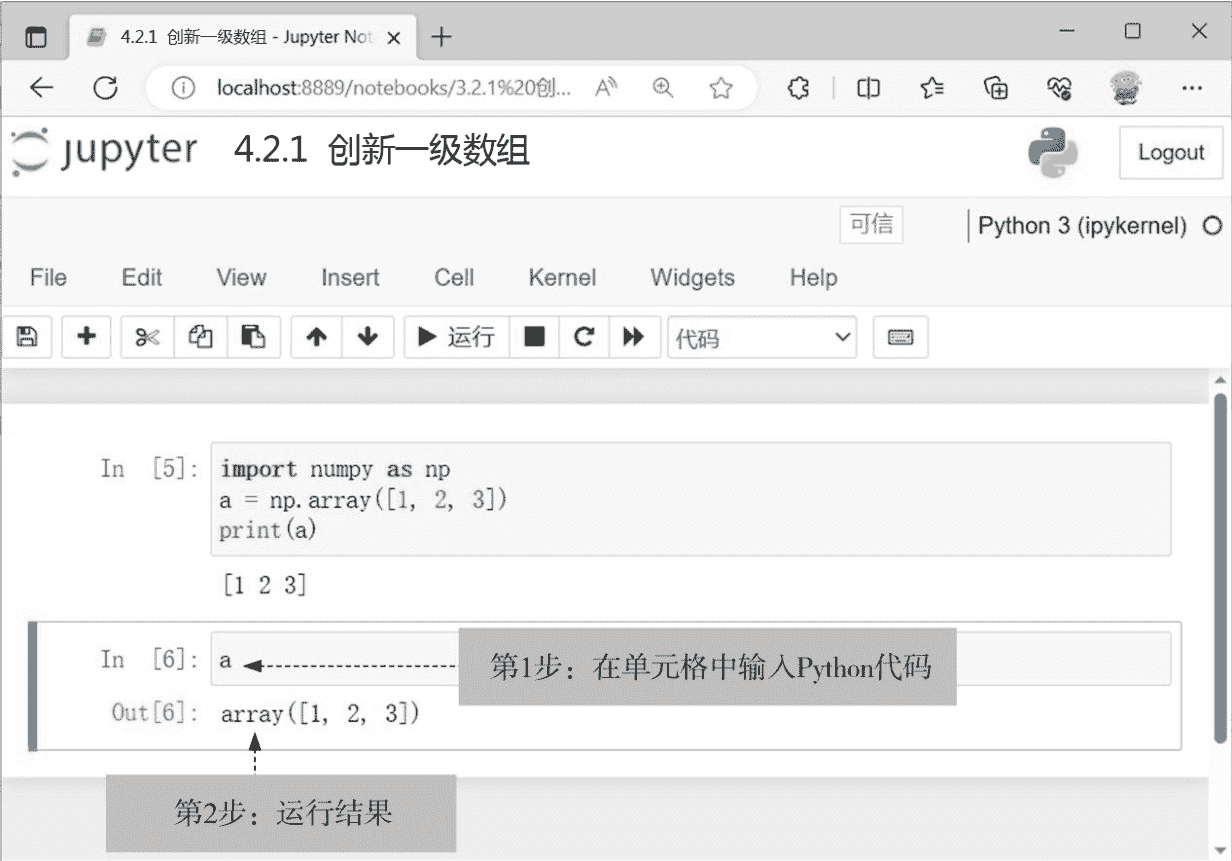 4.2.1 创新一级数组 - Jupyter Not
localhost:8889/notebooks/3.2.1%20创...
jupyter 4.2.1 创新一级数组
Logout
可信
Python 3 (ipykernel)
File Edit View Insert Cell Kernel Widgets Help
运行
代码
In [5]: import numpy as np
a = np.array([1, 2, 3])
print(a)
[1 2 3]
In [6]: a
第1步：在单元格中输入Python代码
Out[6]: array([1, 2, 3])
第2步：运行结果